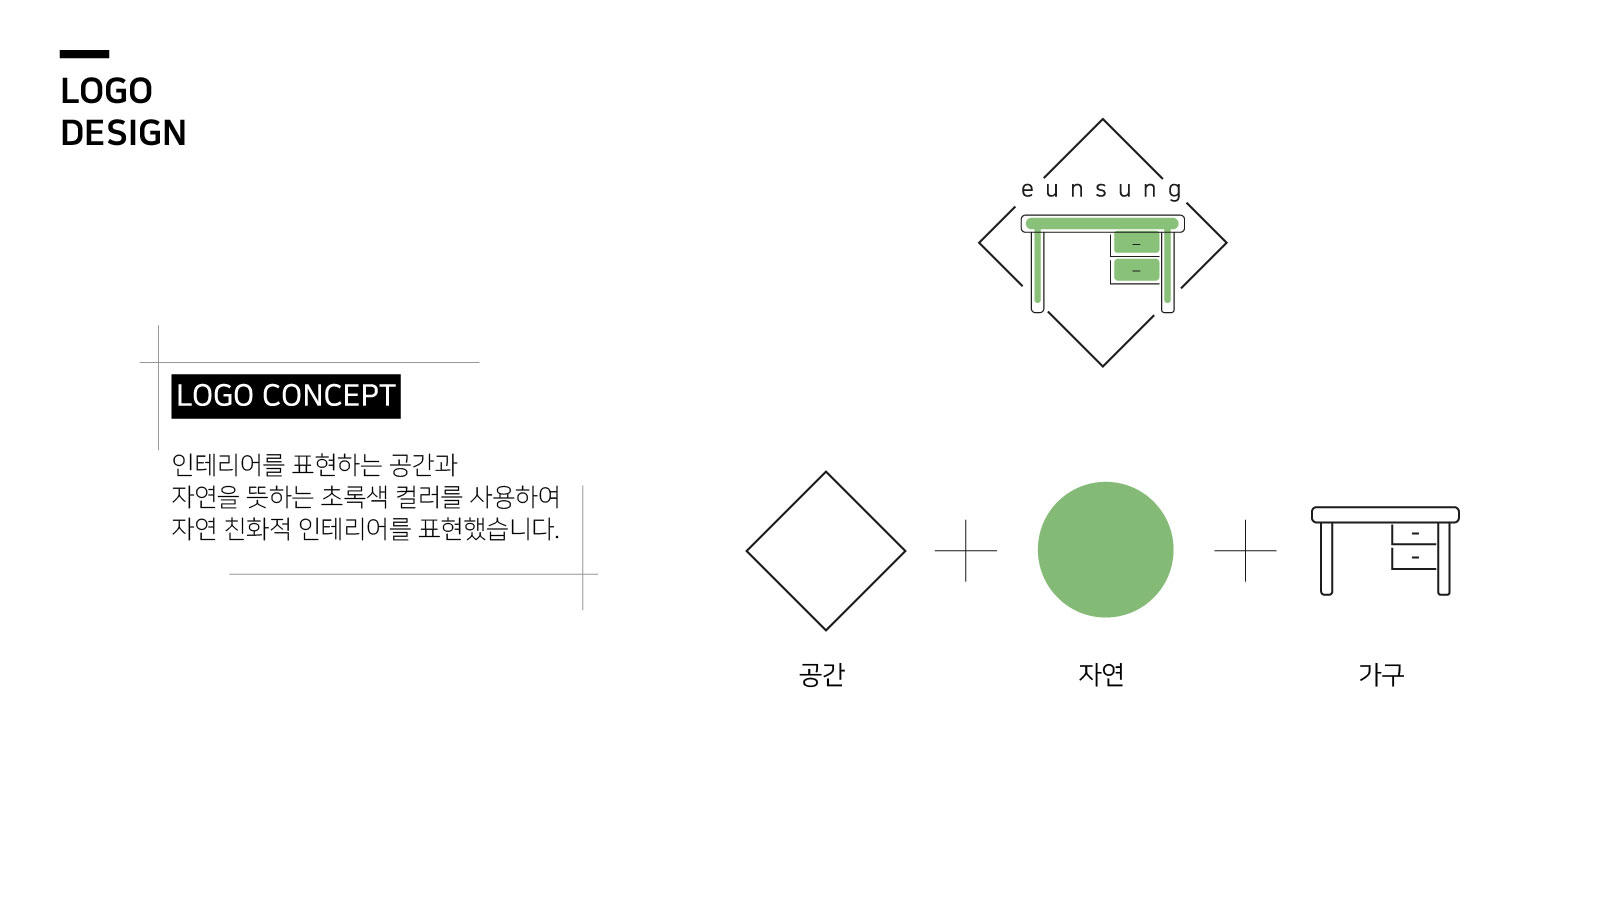 LOGO
DESIGN
eunsung
LOGO CONCEPT
인테리어를 표현하는 공간과
자연을 뜻하는 초록색 컬러를 사용하여
자연 친화적 인테리어를 표현했습니다.
공간
자연
가구